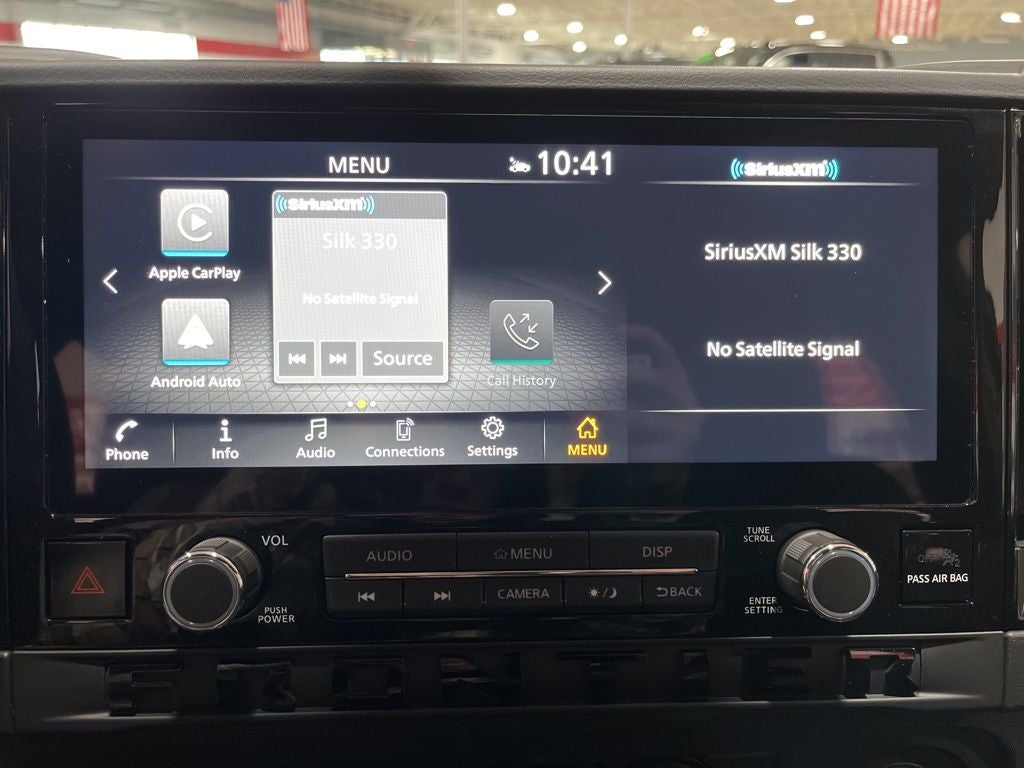 MENU
10:41
SiriusXM
SiriusXM
Silk 330
SiriusXM Silk 330
Apple CarPlay
No Satellite Signal
No Satellite Signal
Source
Android Auto
Call History
Phone
Info
Audio
Connections
Settings
MENU
VOL
AUDIO
MENU
DISP
TUNE
SCROLL
CAMERA
BACK
PUSH
POWER
ENTER
SETTING
PASS AIR BAG
FRONTIER